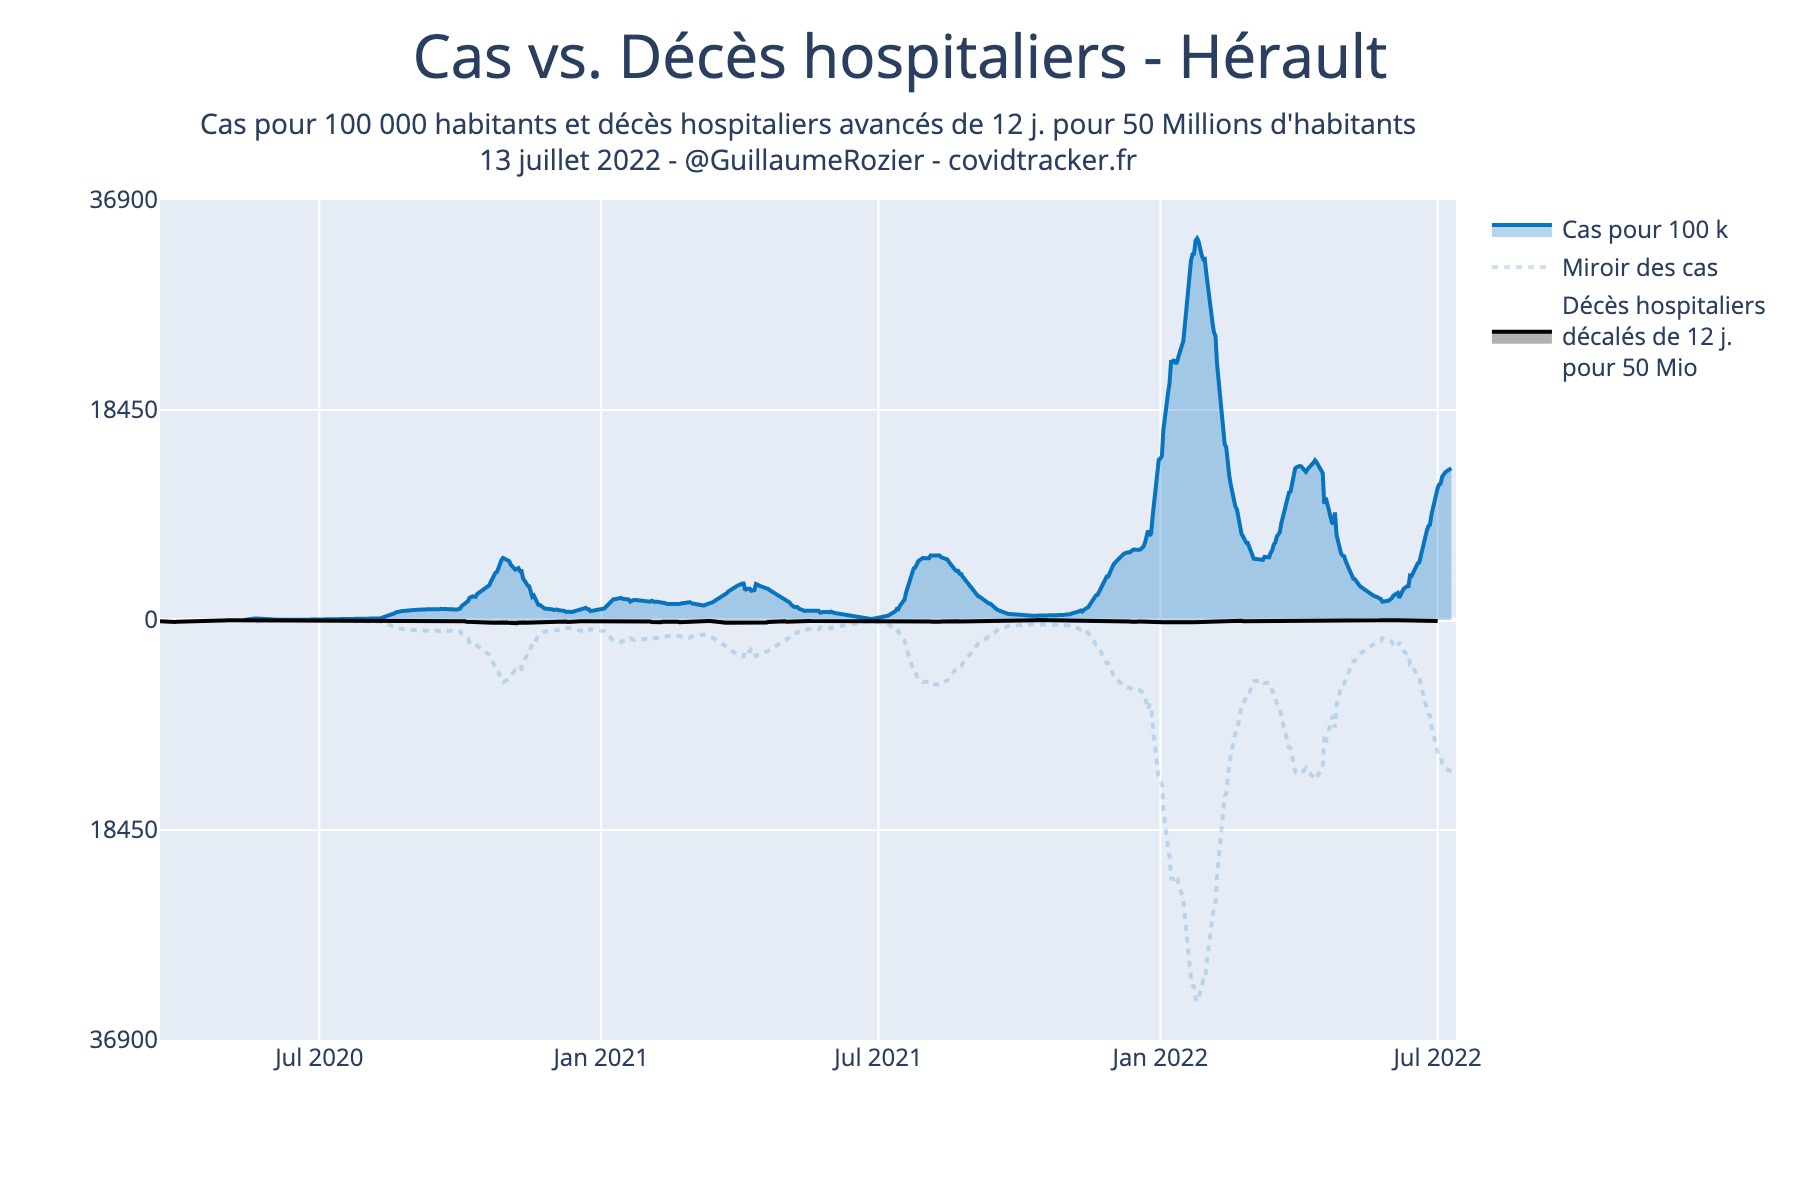 Cas vs. Décès hospitaliers - Hérault
Cas pour 100 000 habitants et décès hospitaliers avancés de 12 j. pour 50 Millions d'habitants
13 juillet 2022 - @GuillaumeRozier - covidtracker.fr
36900
18450
0
18450
36900
Jul 2020
Jan 2021
Jul 2021
Jan 2022
Jul 2022
Cas pour 100 k
Miroir des cas
Décès hospitaliers
décalés de 12 j.
pour 50 Mio